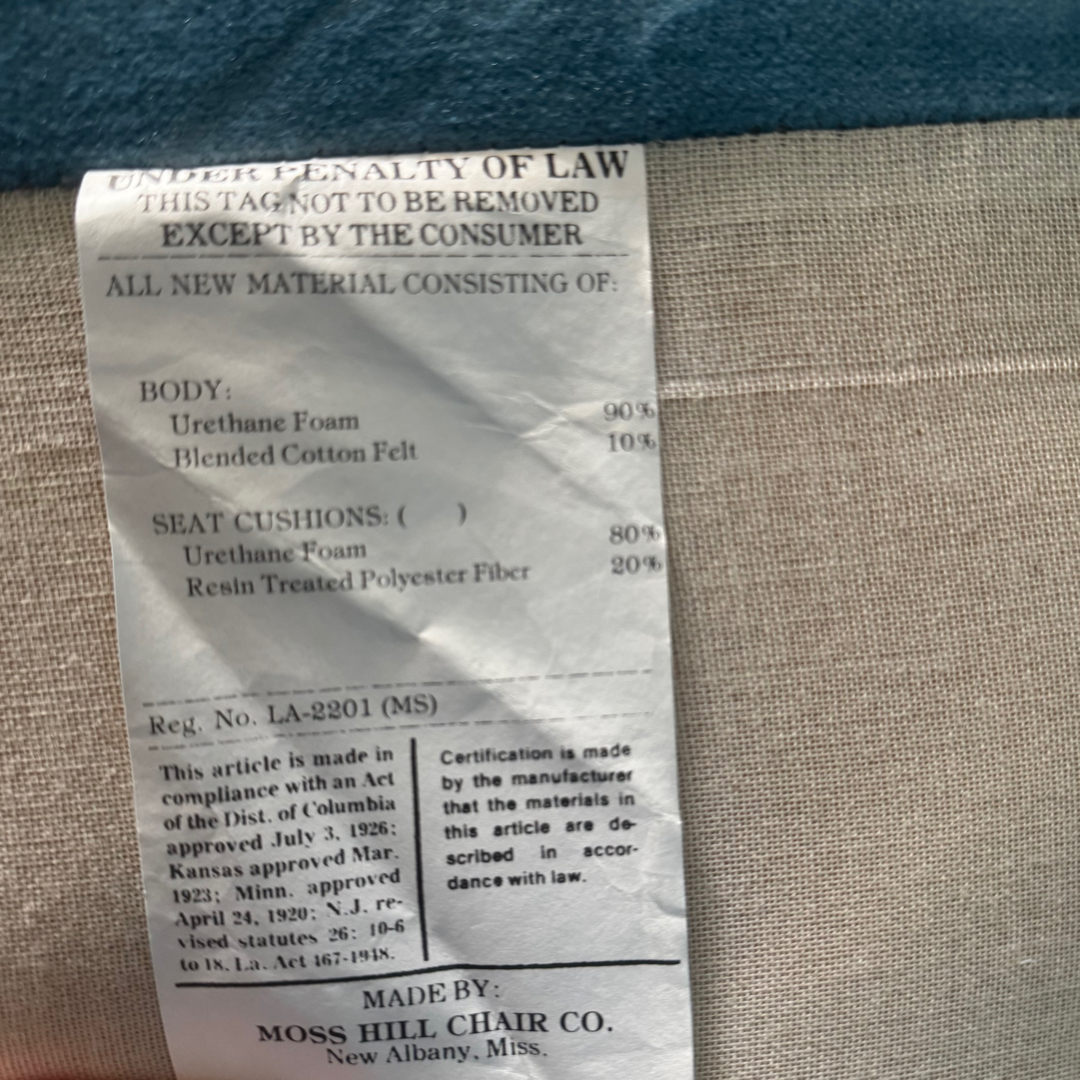 UNDER PENALTY OF LAW
THIS TAG NOT TO BE REMOVED
EXCEPT BY THE CONSUMER
ALL NEW MATERIAL CONSISTING OF:
BODY:
Urethane Foam 90%
Blended Cotton Felt 10%
SEAT CUSHIONS: ( )
Urethane Foam 80%
Resin Treated Polyester Fiber 20%
Reg. No. LA-2201 (MS)
This article is made in
compliance with an Act
of the Dist. of Columbia
approved July 3, 1926;
Kansas approved Mar.
1923; Minn. approved
April 24, 1920; N.J. re-
vised statutes 26: 10-6
to 18. La. Act 467-1948.
Certification is made
by the manufacturer
that the materials in
this article are de-
scribed in accor-
dance with law.
MADE BY:
MOSS HILL CHAIR CO.
New Albany, Miss.